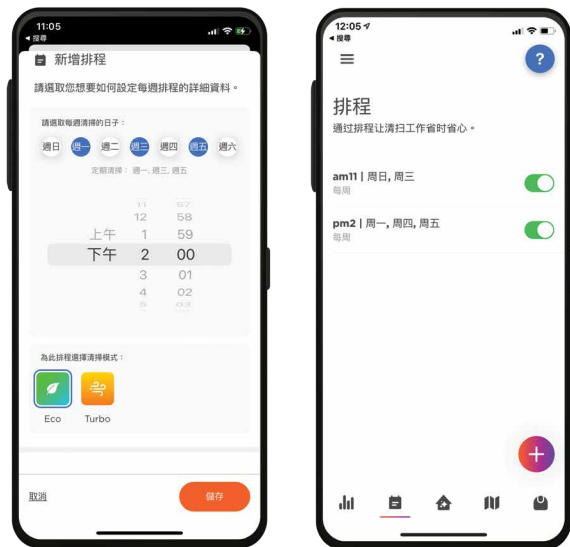 11:05
搜尋
新增排程
請選取您想要如何設定每週排程的詳細資料。
請選取每週清掃的日子：
週日 週一 週二 週三 週四 週五 週六
定期清掃： 週一, 週三, 週五
11 57
12 58
上午 1 59
下午 2 00
3 01
4 02
5 03
為此排程選擇清掃模式：
Eco Turbo
取消 儲存
12:05
搜尋
?
排程
通过排程让清扫工作省时省心。
am11 | 周日, 周三
每周
pm2 | 周一, 周四, 周五
每周
+